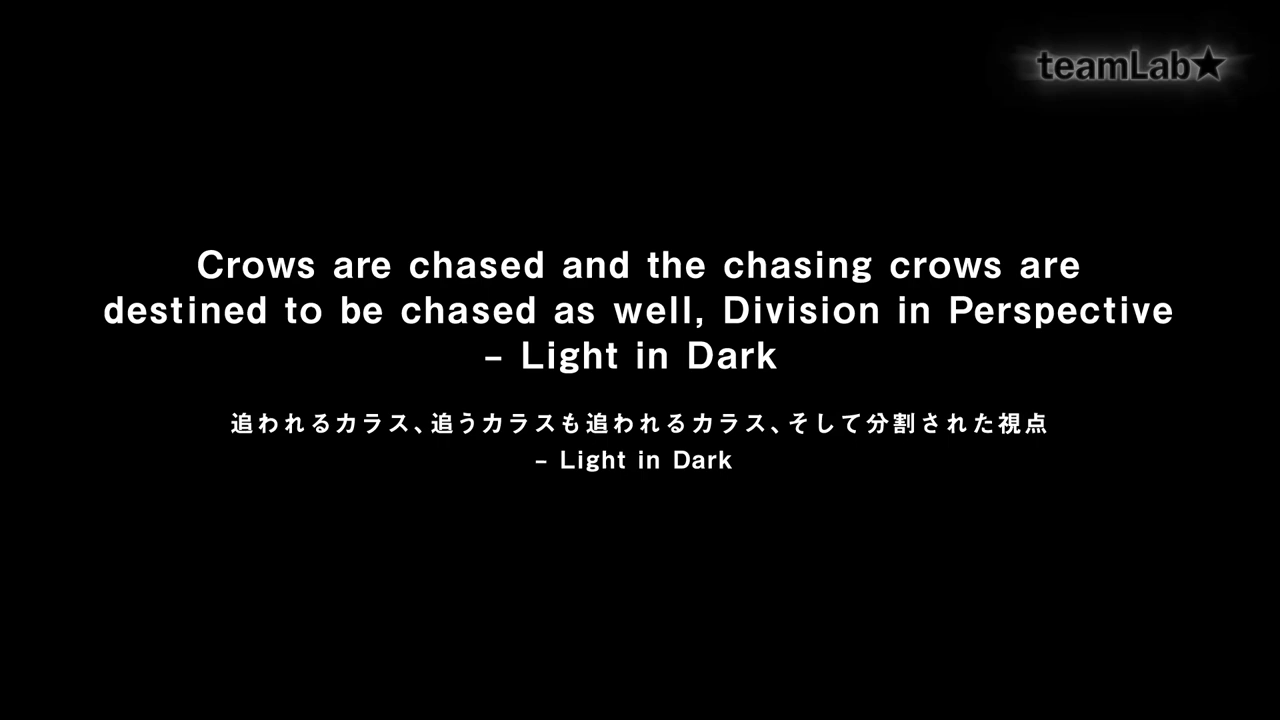 teamLab★
Crows are chased and the chasing crows are
destined to be chased as well, Division in Perspective
– Light in Dark
追われるカラス、追うカラスも追われるカラス、そして分割された視点
– Light in Dark